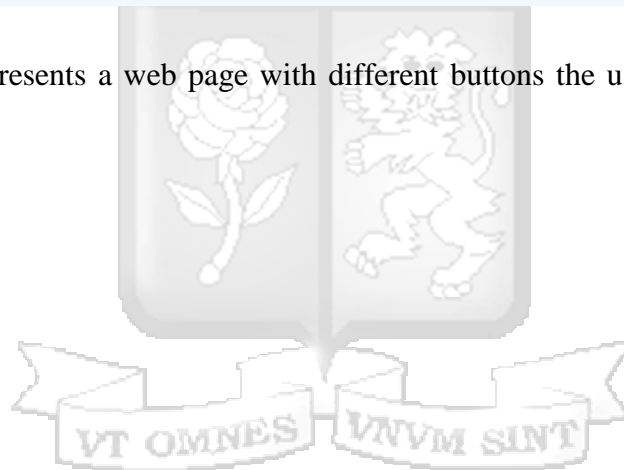 resents a web page with different buttons the u
VT OMNES VNVM SINT